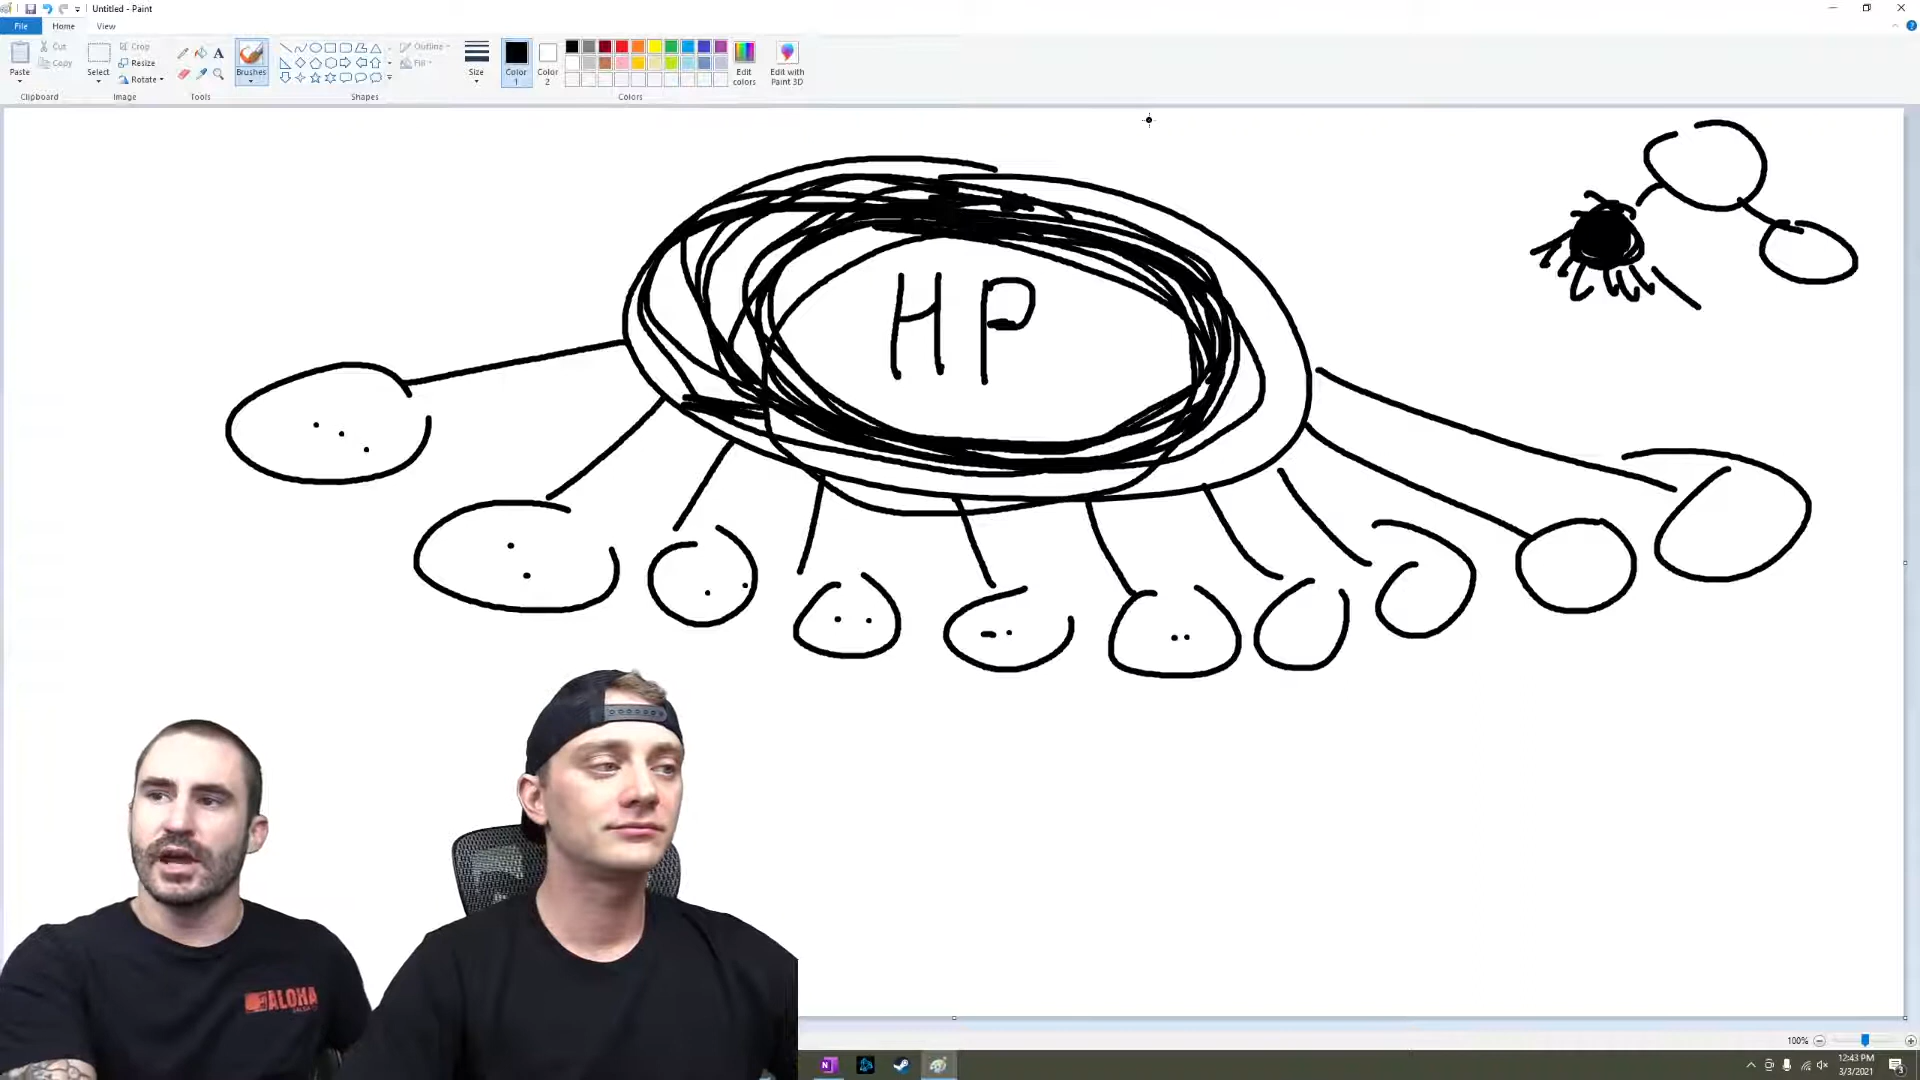 Untitled - Paint
File
Home
View
Cut
Copy
Paste
Clipboard
Crop
Resize
Rotate
Select
Image
Tools
Brushes
Shapes
Outline
Fill
Size
Color 1
Color 2
Edit colors
Edit with Paint 3D
Colors
HP
ALOHA
100%
12:43 PM
3/3/2021